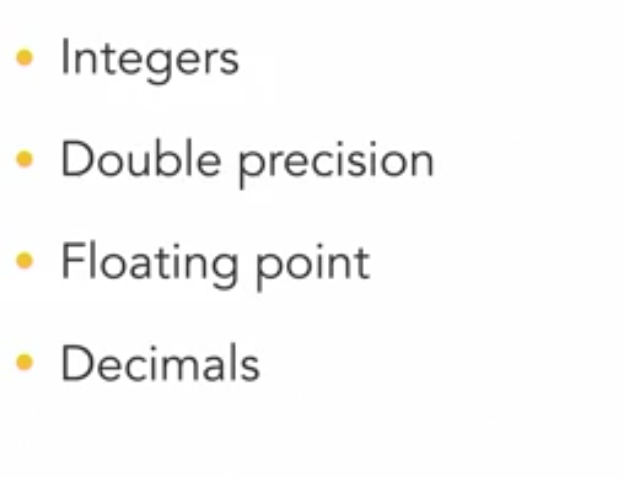 • Integers
• Double precision
• Floating point
• Decimals